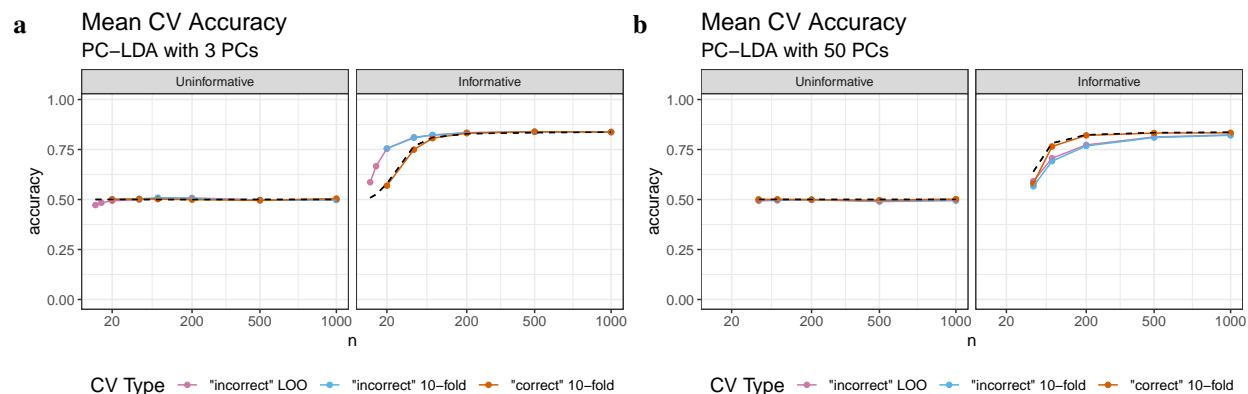 a
Mean CV Accuracy
PC−LDA with 3 PCs
Uninformative
Informative
1.00
0.75
0.50
0.25
0.00
accuracy
20 200 500 1000 20 200 500 1000
n
CV Type "incorrect" LOO "incorrect" 10−fold "correct" 10−fold
b
Mean CV Accuracy
PC−LDA with 50 PCs
Uninformative
Informative
1.00
0.75
0.50
0.25
0.00
accuracy
20 200 500 1000 20 200 500 1000
n
CV Type "incorrect" LOO "incorrect" 10−fold "correct" 10−fold